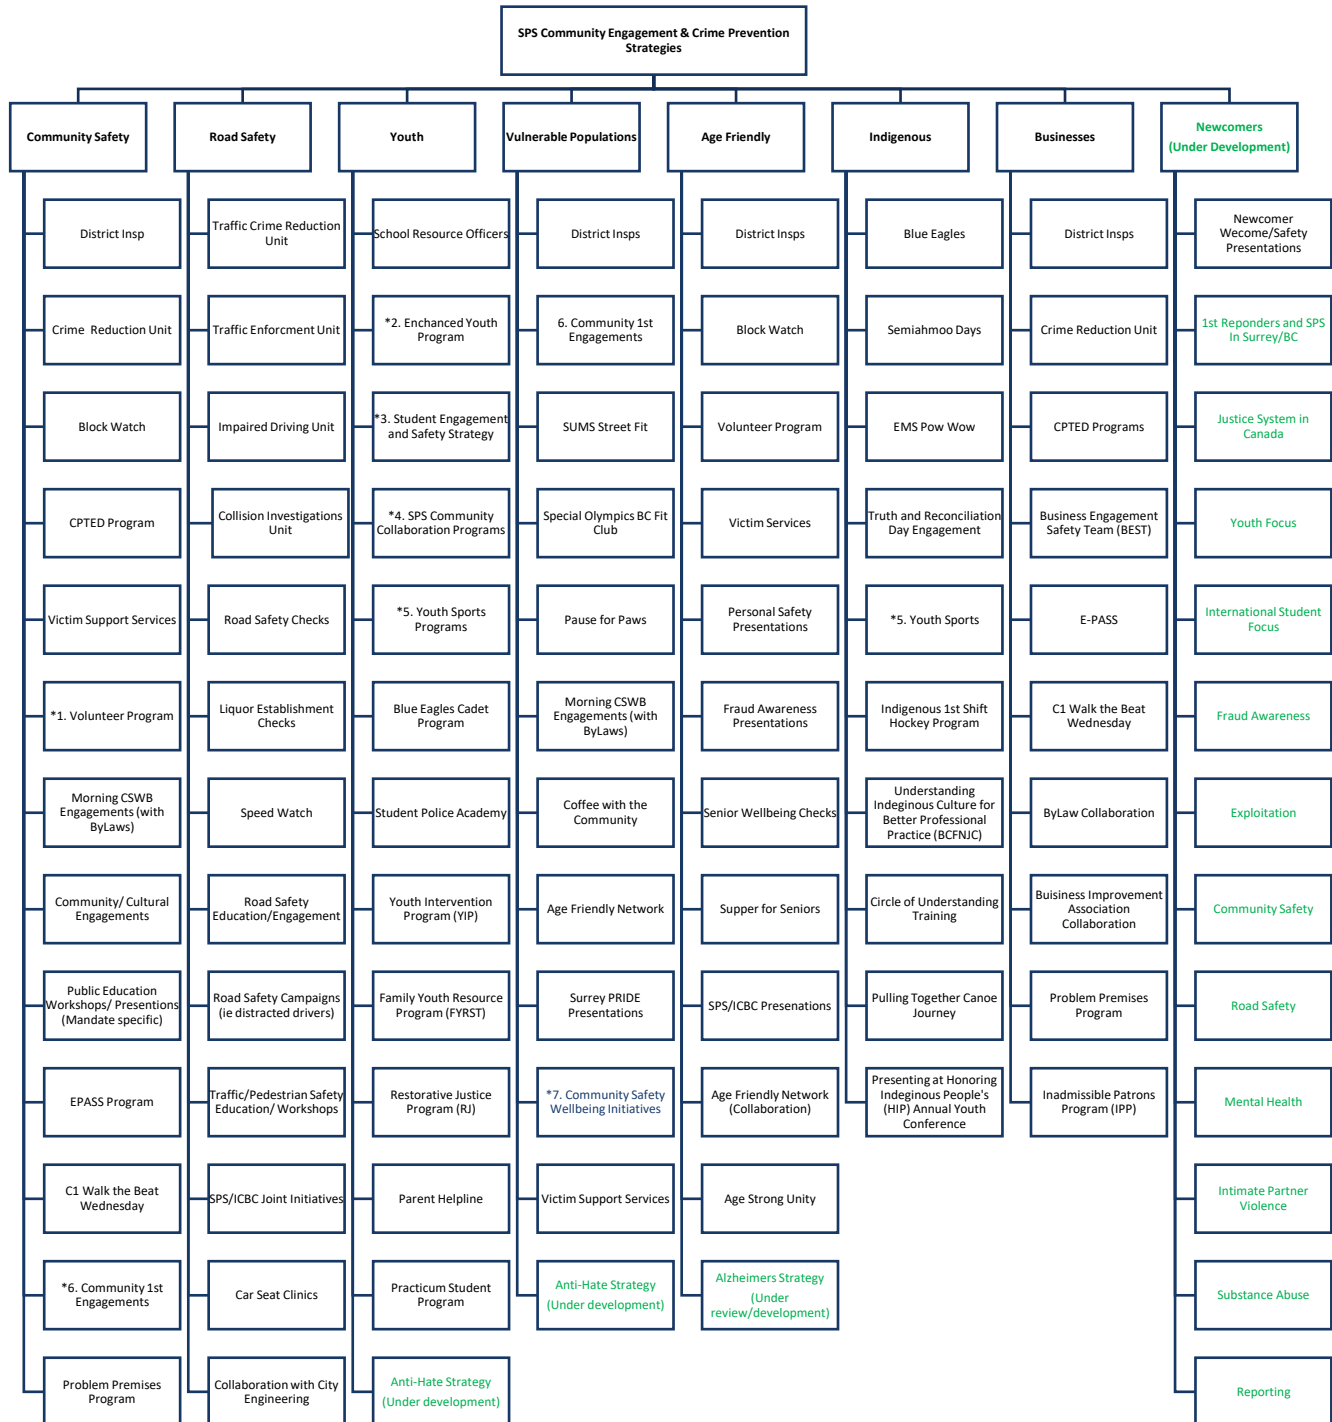 SPS Community Engagement & Crime Prevention
Strategies
Community Safety
District Insp
Crime Reduction Unit
Block Watch
CPTED Program
Victim Support Services
*1. Volunteer Program
Morning CSWB
Engagements (with
ByLaws)
Community/ Cultural
Engagements
Public Education
Workshops/ Presentions
(Mandate specific)
EPASS Program
C1 Walk the Beat
Wednesday
*6. Community 1st
Engagements
Problem Premises
Program
Road Safety
Traffic Crime Reduction
Unit
Traffic Enforcment Unit
Impaired Driving Unit
Collision Investigations
Unit
Road Safety Checks
Liquor Establishment
Checks
Speed Watch
Road Safety
Education/Engagement
Road Safety Campaigns
(ie distracted drivers)
Traffic/Pedestrian Safety
Education/ Workshops
SPS/ICBC Joint Initiatives
Car Seat Clinics
Collaboration with City
Engineering
Youth
School Resource Officers
*2. Enchanced Youth
Program
*3. Student Engagement
and Safety Strategy
*4. SPS Community
Collaboration Programs
*5. Youth Sports
Programs
Blue Eagles Cadet
Program
Student Police Academy
Youth Intervention
Program (YIP)
Family Youth Resource
Program (FYRST)
Restorative Justice
Program (RJ)
Parent Helpline
Practicum Student
Program
Anti-Hate Strategy
(Under development)
Vulnerable Populations
District Insps
6. Community 1st
Engagements
SUMS Street Fit
Special Olympics BC Fit
Club
Pause for Paws
Morning CSWB
Engagements (with
ByLaws)
Coffee with the
Community
Age Friendly Network
Surrey PRIDE
Presentations
*7. Community Safety
Wellbeing Initiatives
Victim Support Services
Anti-Hate Strategy
(Under development)
Age Friendly
District Insps
Block Watch
Volunteer Program
Victim Services
Personal Safety
Presentations
Fraud Awareness
Presentations
Senior Wellbeing Checks
Supper for Seniors
SPS/ICBC Presenations
Age Friendly Network
(Collaboration)
Age Strong Unity
Alzheimers Strategy
(Under
review/development)
Indigenous
Blue Eagles
Semiahmoo Days
EMS Pow Wow
Truth and Reconciliation
Day Engagement
*5. Youth Sports
Indigenous 1st Shift
Hockey Program
Understanding
Indeginous Culture for
Better Professional
Practice (BCFNJC)
Circle of Understanding
Training
Pulling Together Canoe
Journey
Presenting at Honoring
Indeginous People's
(HIP) Annual Youth
Conference
Businesses
District Insps
Crime Reduction Unit
CPTED Programs
Business Engagement
Safety Team (BEST)
E-PASS
C1 Walk the Beat
Wednesday
ByLaw Collaboration
Buisiness Improvement
Association
Collaboration
Problem Premises
Program
Inadmissible Patrons
Program (IPP)
Newcomers
(Under Development)
Newcomer
Wecome/Safety
Presentations
1st Reponders and SPS
In Surrey/BC
Justice System in
Canada
Youth Focus
International Student
Focus
Fraud Awareness
Exploitation
Community Safety
Road Safety
Mental Health
Intimate Partner
Violence
Substance Abuse
Reporting